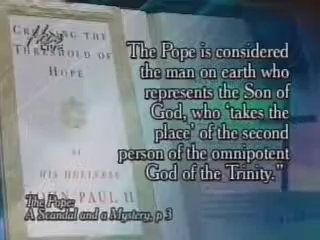 CROSSING THE
THRESHOLD OF
HOPE
LIVE
BY
HIS HOLINESS
JOHN PAUL II
"The Pope is considered
the man on earth who
represents the Son of
God, who 'takes the
place' of the second
person of the omnipotent
God of the Trinity."
The Pope:
A Scandal and a Mystery, p 3